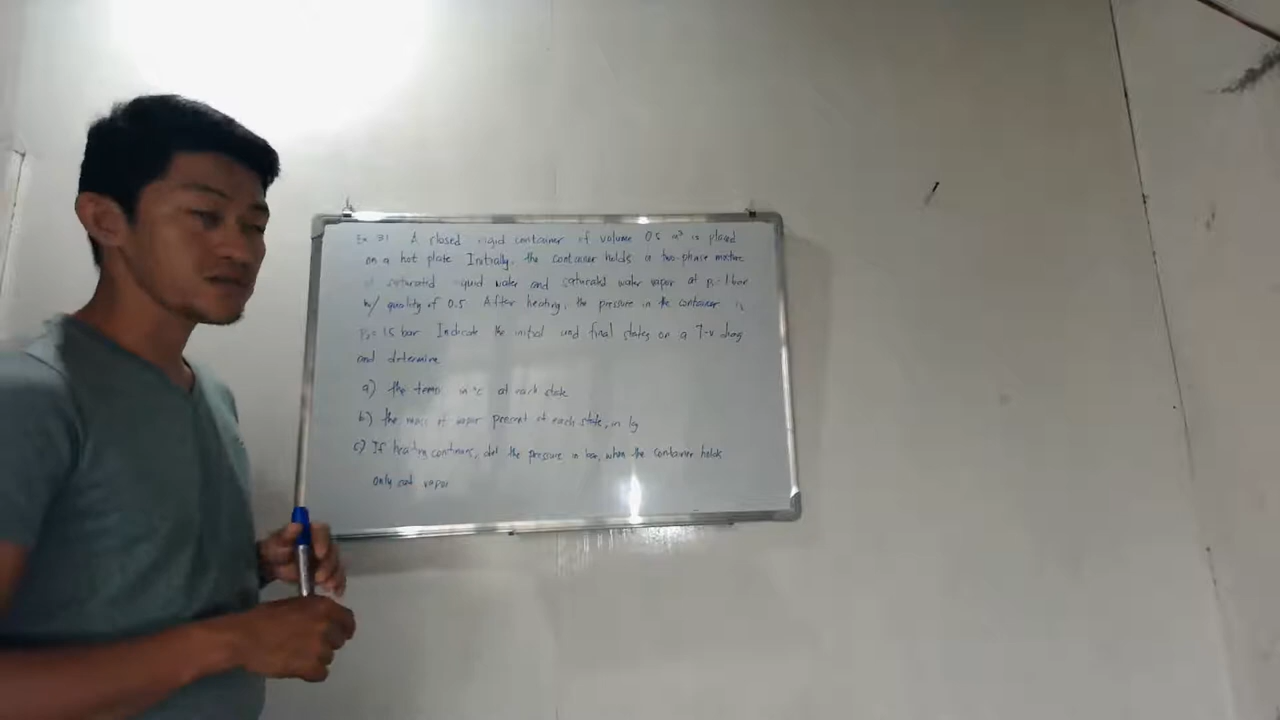 Ex 3.1 A closed rigid container of volume 0.5 m³ is placed
on a hot plate Initially, the container holds a two-phase mixture
of saturated liquid water and saturated water vapor at p₁=1bar
w/ quality of 0.5 After heating, the pressure in the container is
p₂=1.5 bar Indicate the initial and final states on a T-v diag
and determine
a) the temp in °C at each state
b) the mass of vapor present at each state, in kg
c) If heating continues, det the pressure in bar, when the container holds
only sat vapor